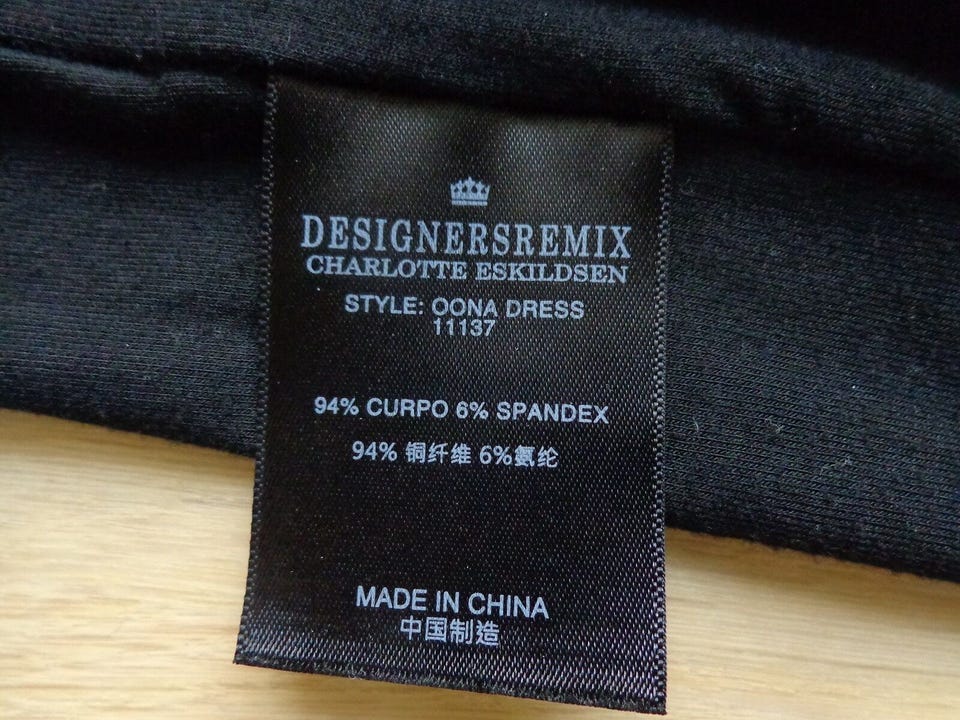 DESIGNERSREMIX
CHARLOTTE ESKILDSEN
STYLE: OONA DRESS
11137
94% CURPO 6% SPANDEX
94% 铜纤维 6%氨纶
MADE IN CHINA
中国制造